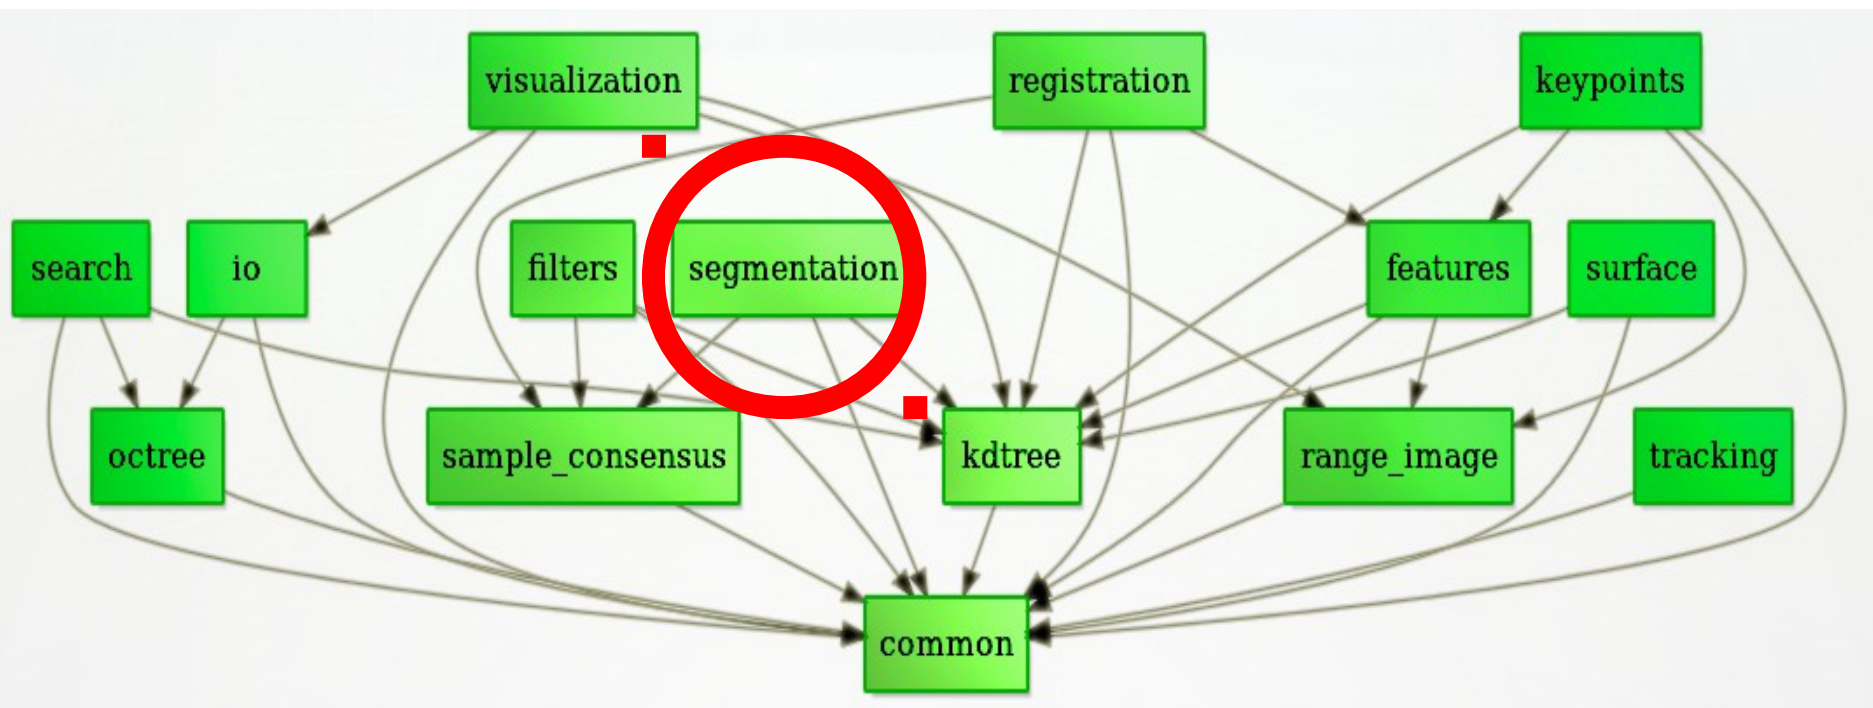 visualization
registration
keypoints
search
io
filters
segmentation
features
surface
octree
sample_consensus
kdtree
range_image
tracking
common